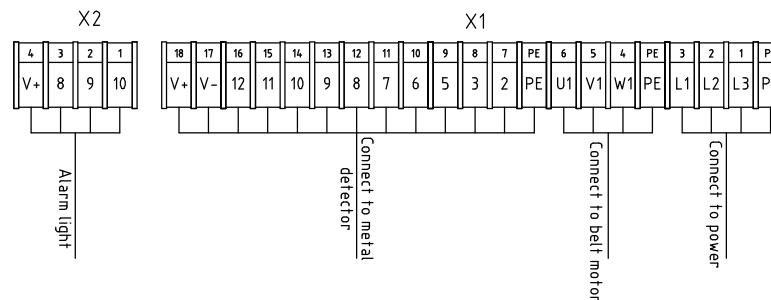 X2 X1
4 3 2 1 18 17 16 15 14 13 12 11 10 9 8 7 PE 6 5 4 PE 3 2 1
V+ 8 9 10 V+ V- 12 11 10 9 8 7 6 5 3 2 PE U1 V1 W1 PE L1 L2 L3
Alarm light
Connect to metal
detector
Connect to belt motor
Connect to power